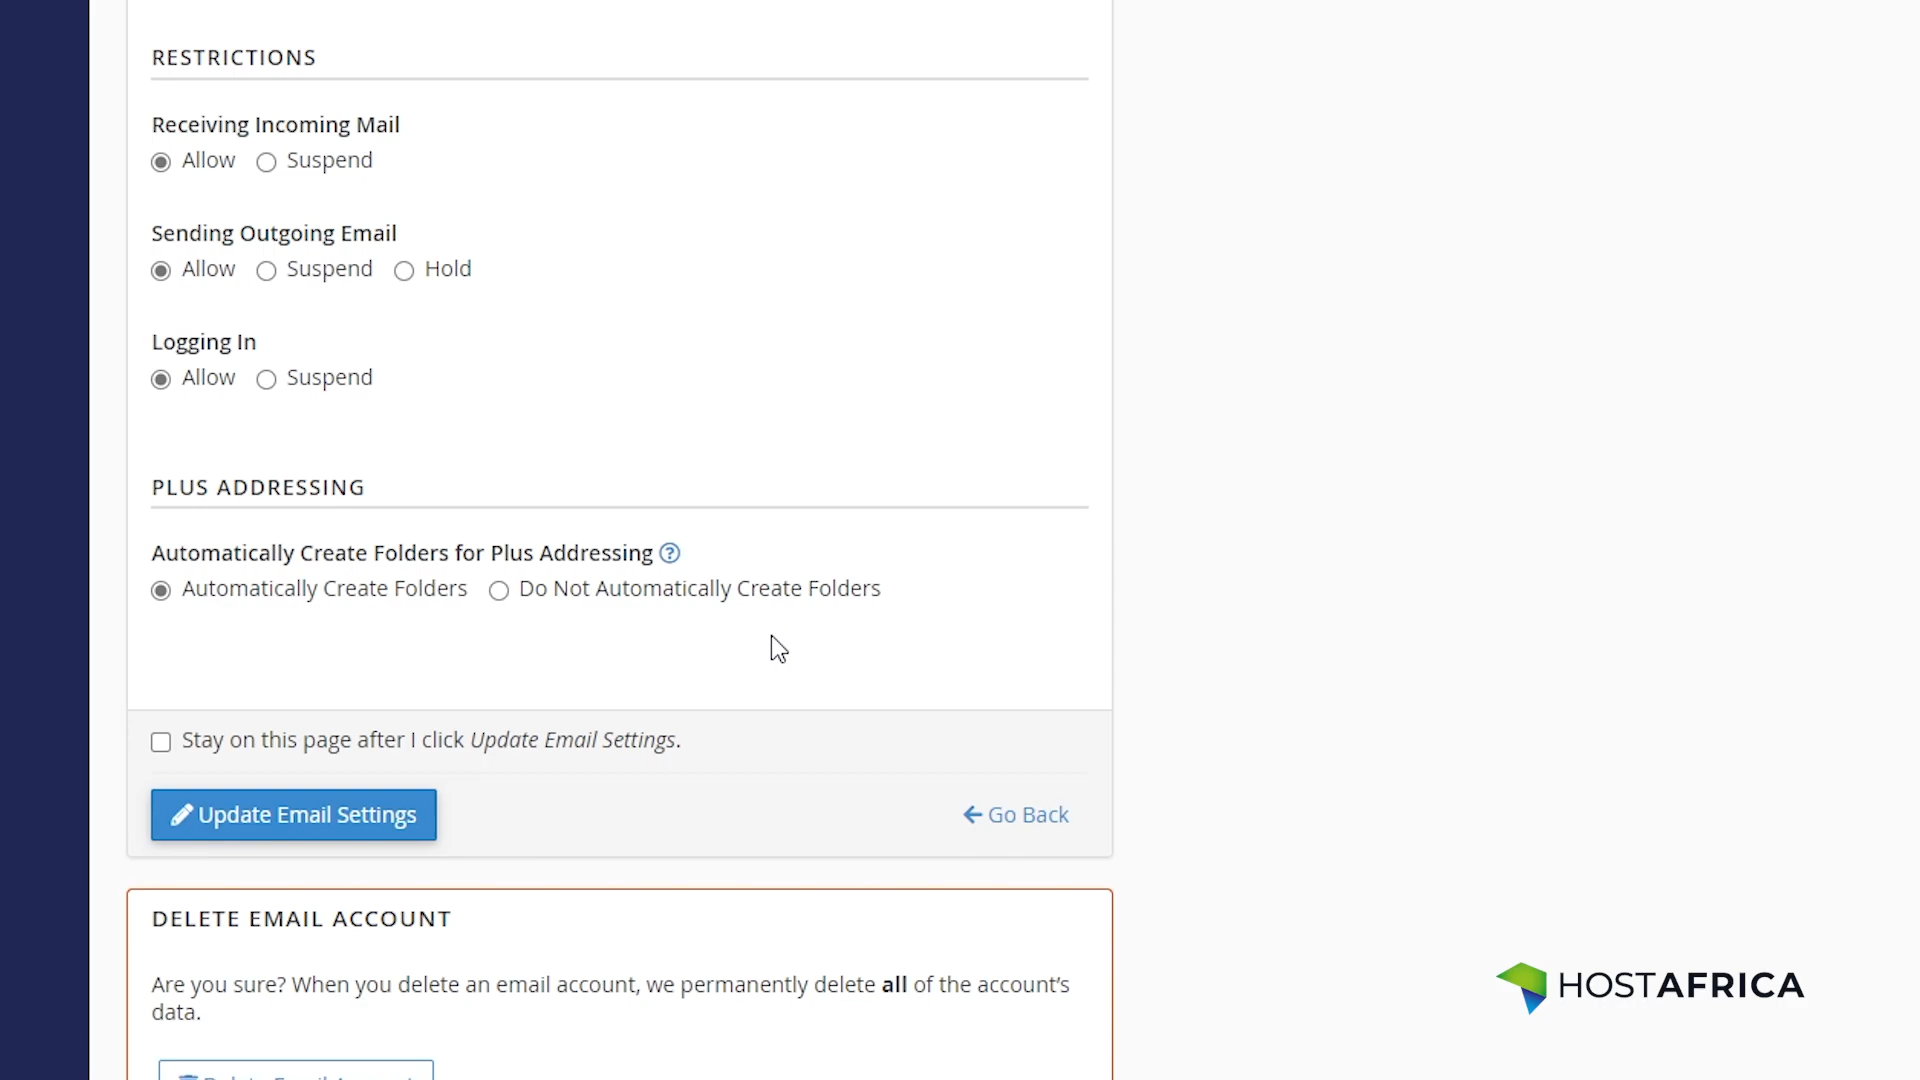 RESTRICTIONS
Receiving Incoming Mail
Allow Suspend
Sending Outgoing Email
Allow Suspend Hold
Logging In
Allow Suspend
PLUS ADDRESSING
Automatically Create Folders for Plus Addressing ?
Automatically Create Folders Do Not Automatically Create Folders
Stay on this page after I click Update Email Settings.
Update Email Settings Go Back
DELETE EMAIL ACCOUNT
Are you sure? When you delete an email account, we permanently delete all of the account's
data.
HOSTAFRICA